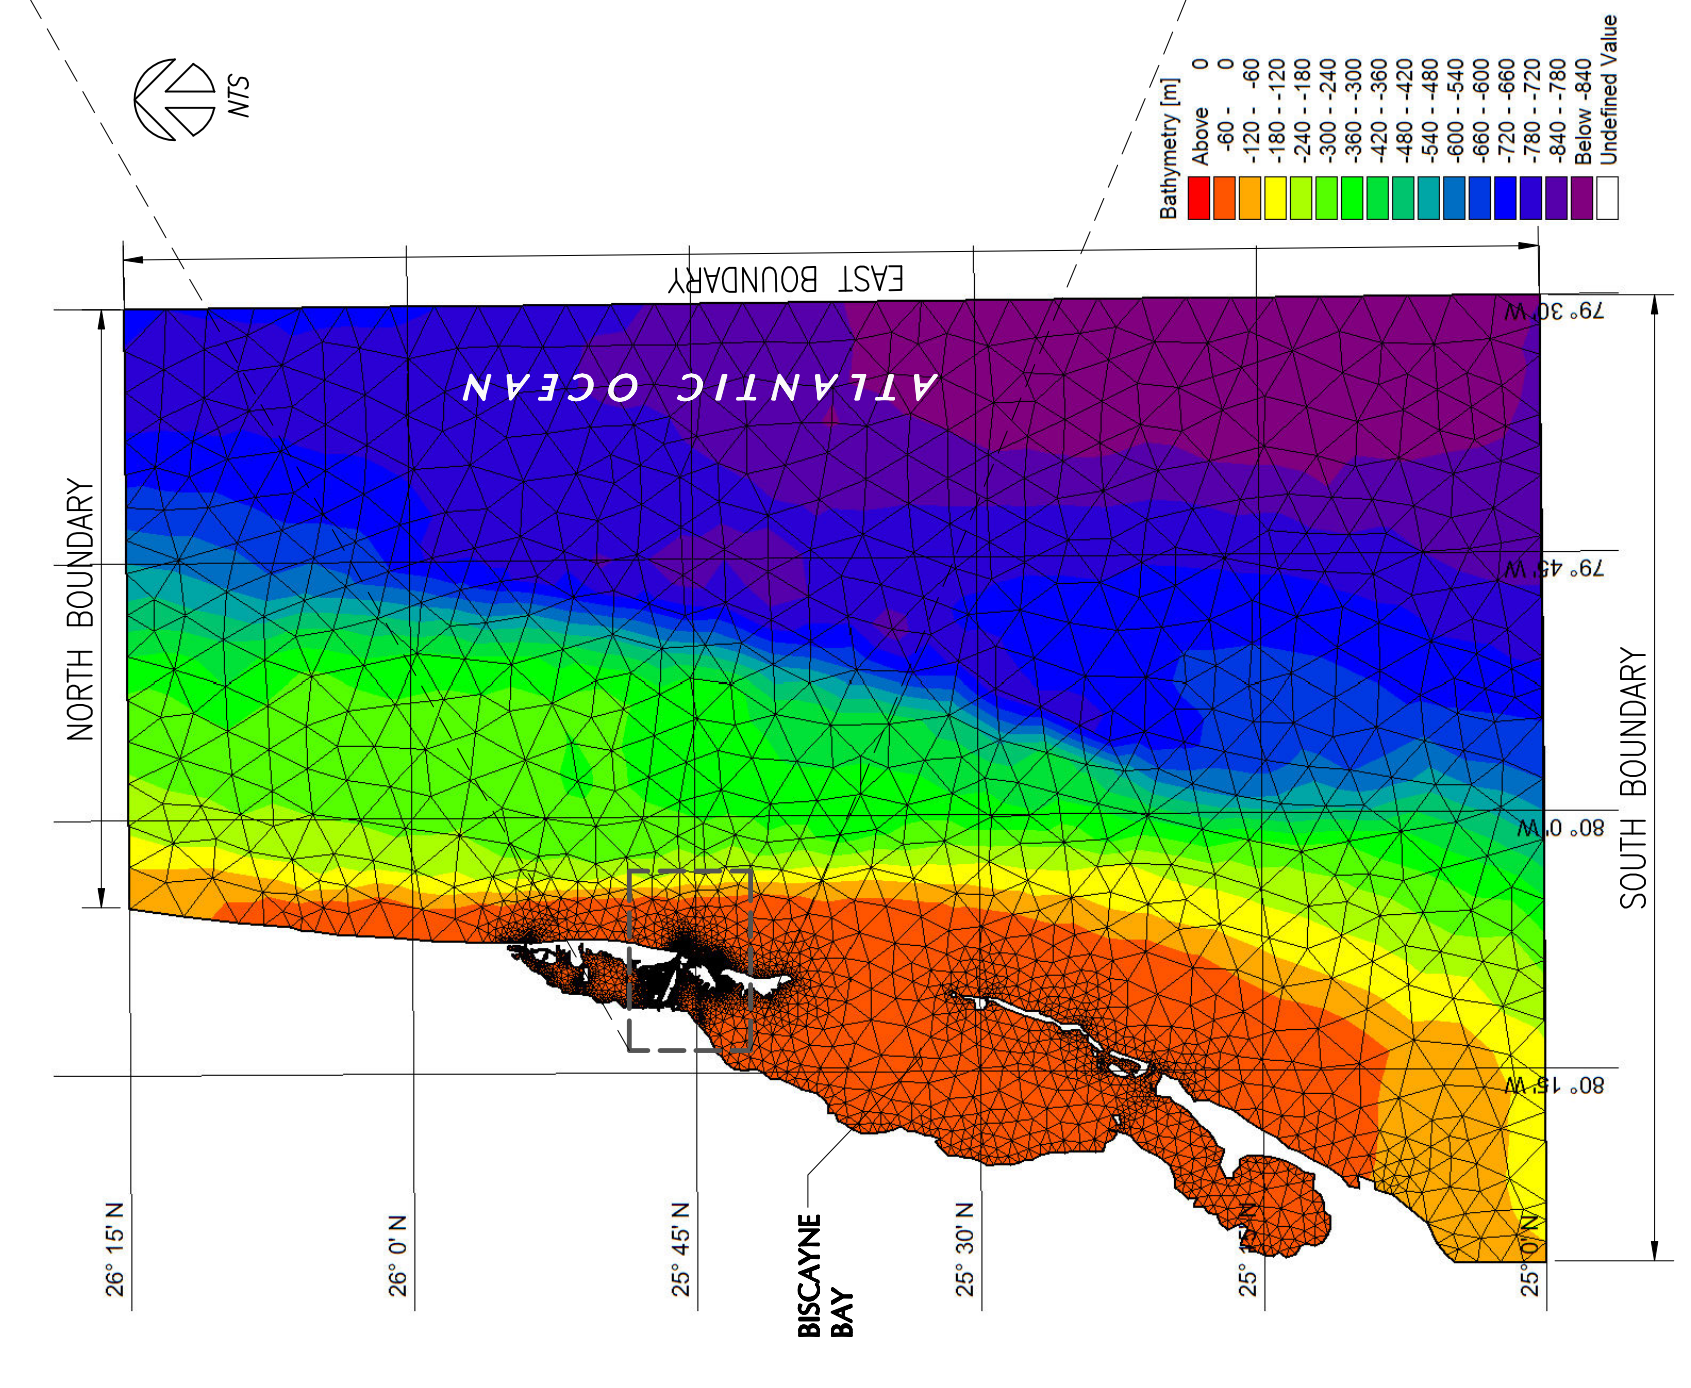 NTS
NORTH BOUNDARY
EAST BOUNDARY
SOUTH BOUNDARY
ATLANTIC OCEAN
BISCAYNE
BAY
26° 15' N
26° 0' N
25° 45' N
25° 30' N
25° 15' N
25° 0' N
79° 30' W
79° 45' W
80° 0' W
80° 15' W
Bathymetry [m]
Above 0
-60 - 0
-120 - -60
-180 - -120
-240 - -180
-300 - -240
-360 - -300
-420 - -360
-480 - -420
-540 - -480
-600 - -540
-660 - -600
-720 - -660
-780 - -720
-840 - -780
Below -840
Undefined Value